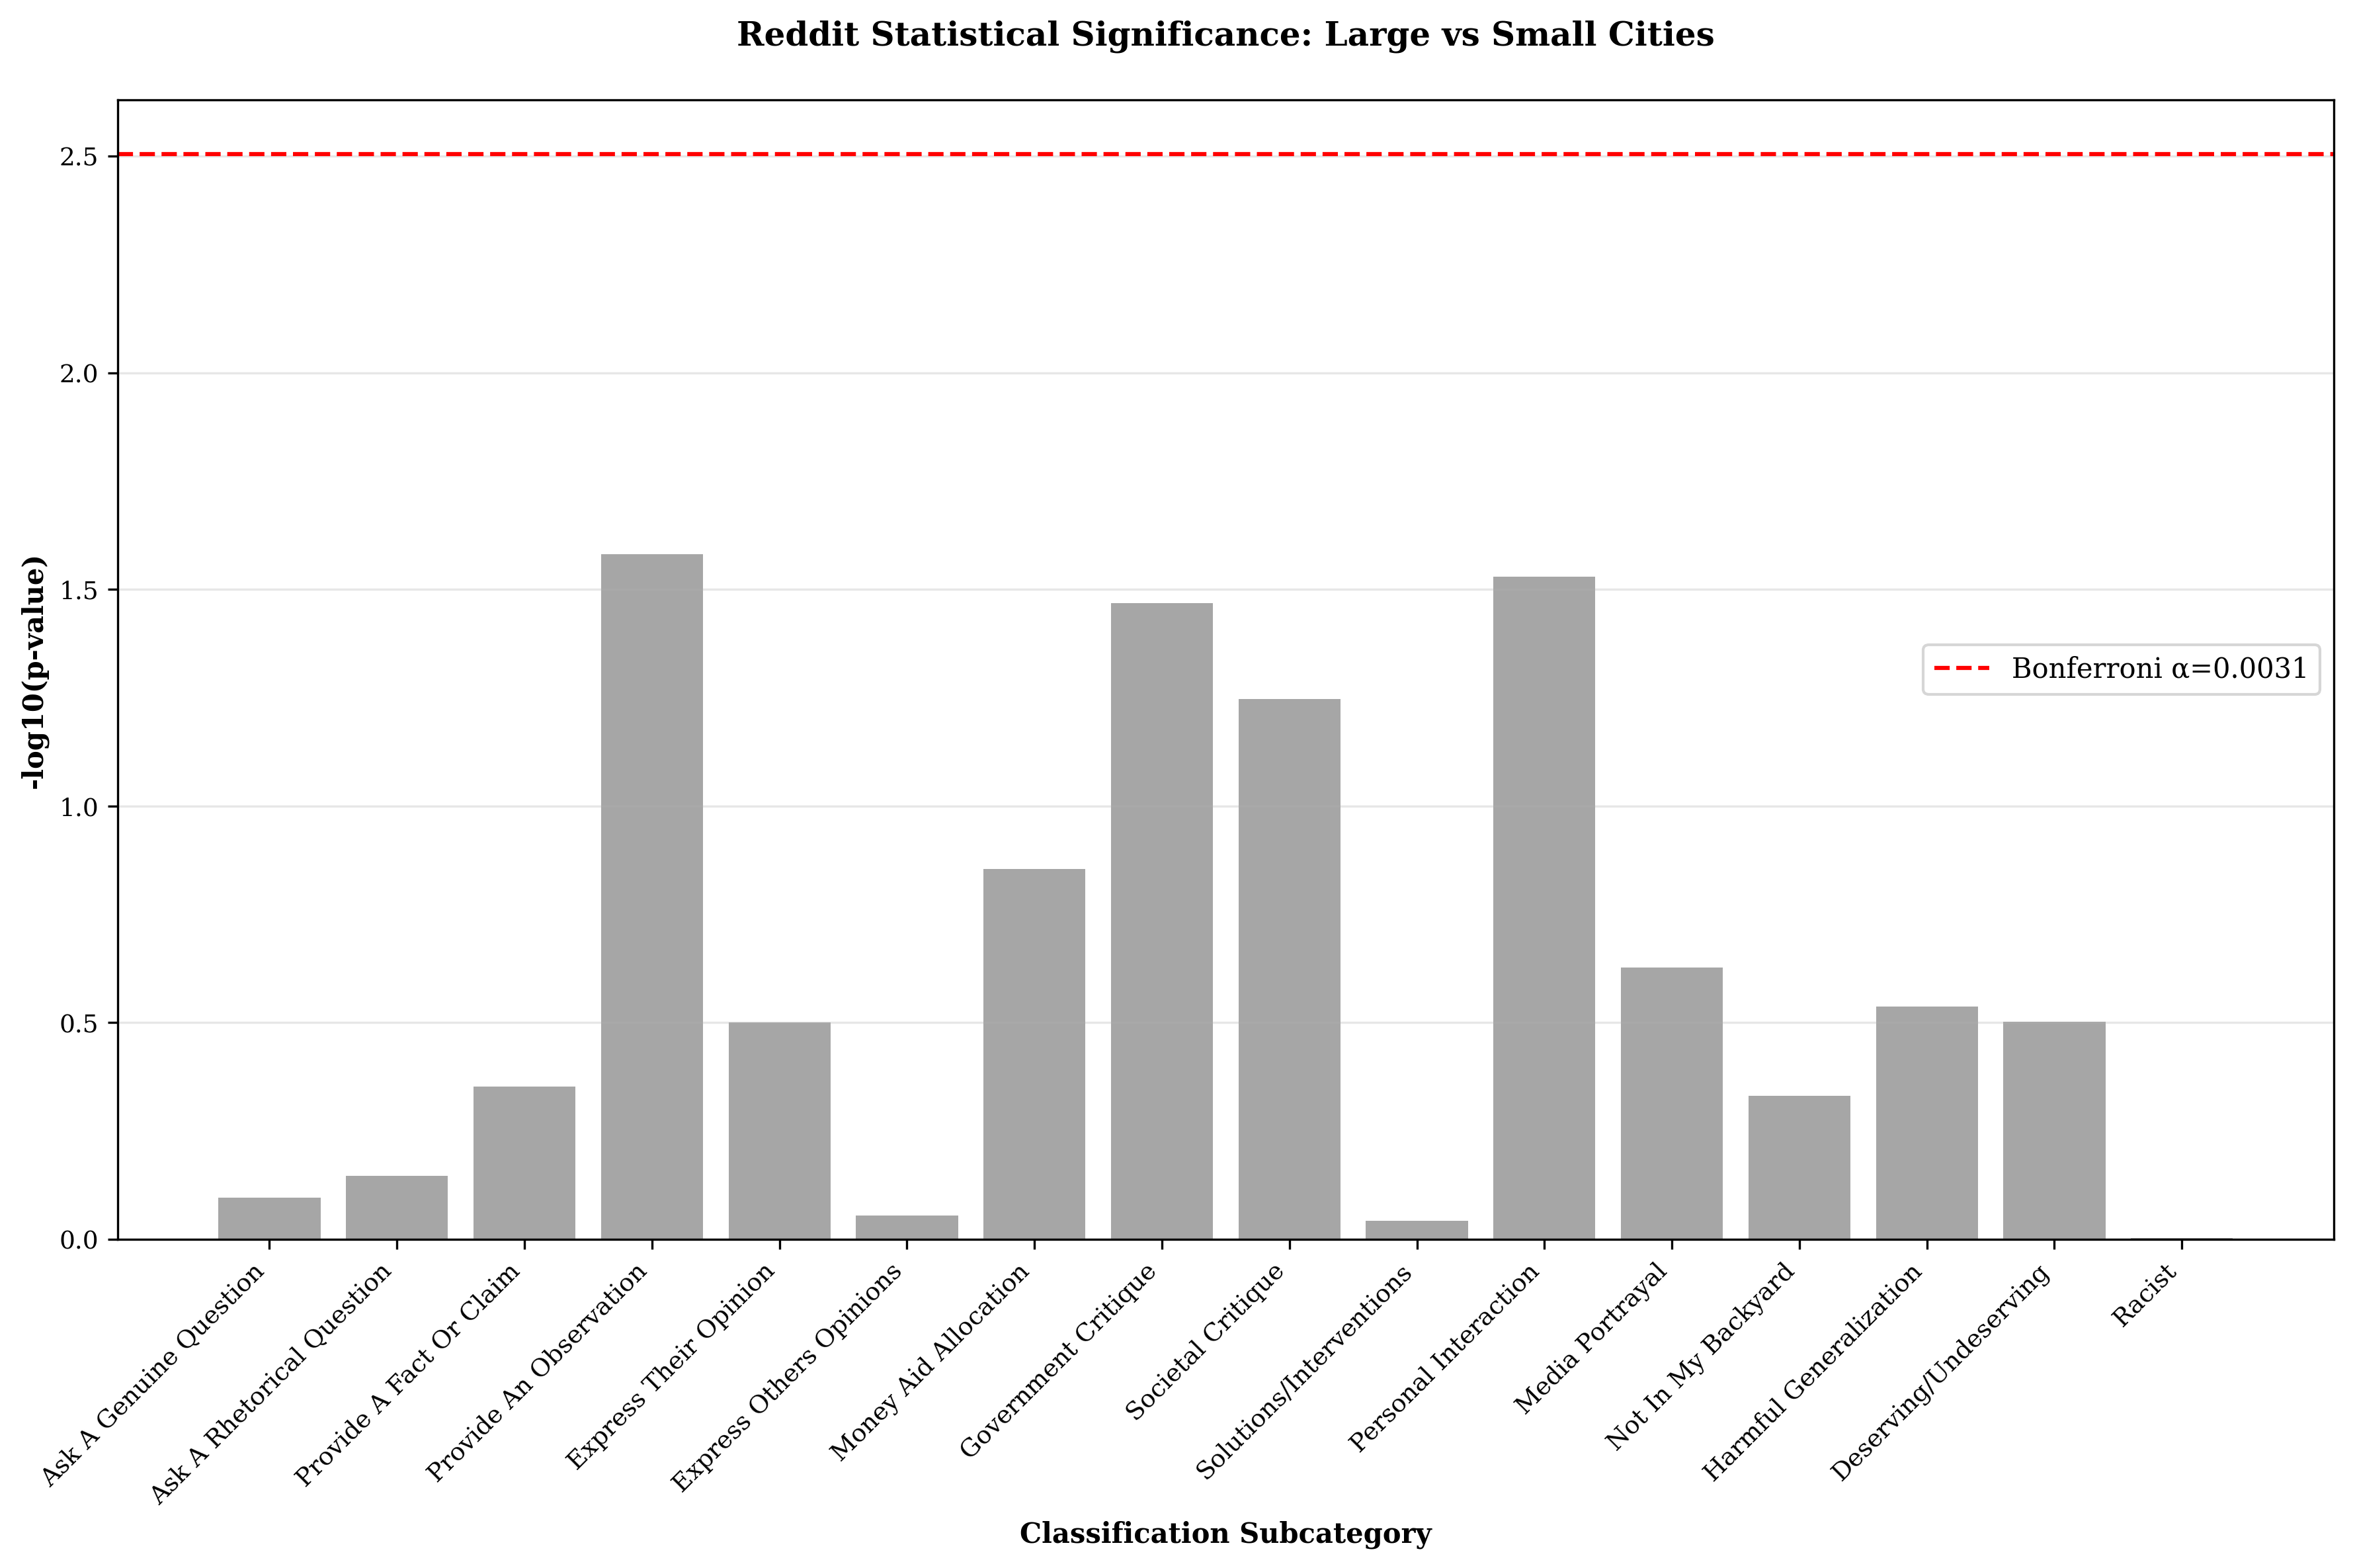 Reddit Statistical Significance: Large vs Small Cities
-log10(p-value)
2.5
2.0
1.5
1.0
0.5
0.0
Bonferroni α=0.0031
Ask A Genuine Question
Ask A Rhetorical Question
Provide A Fact Or Claim
Provide An Observation
Express Their Opinion
Express Others Opinions
Money Aid Allocation
Government Critique
Societal Critique
Solutions/Interventions
Personal Interaction
Media Portrayal
Not In My Backyard
Harmful Generalization
Deserving/Undeserving
Racist
Classification Subcategory